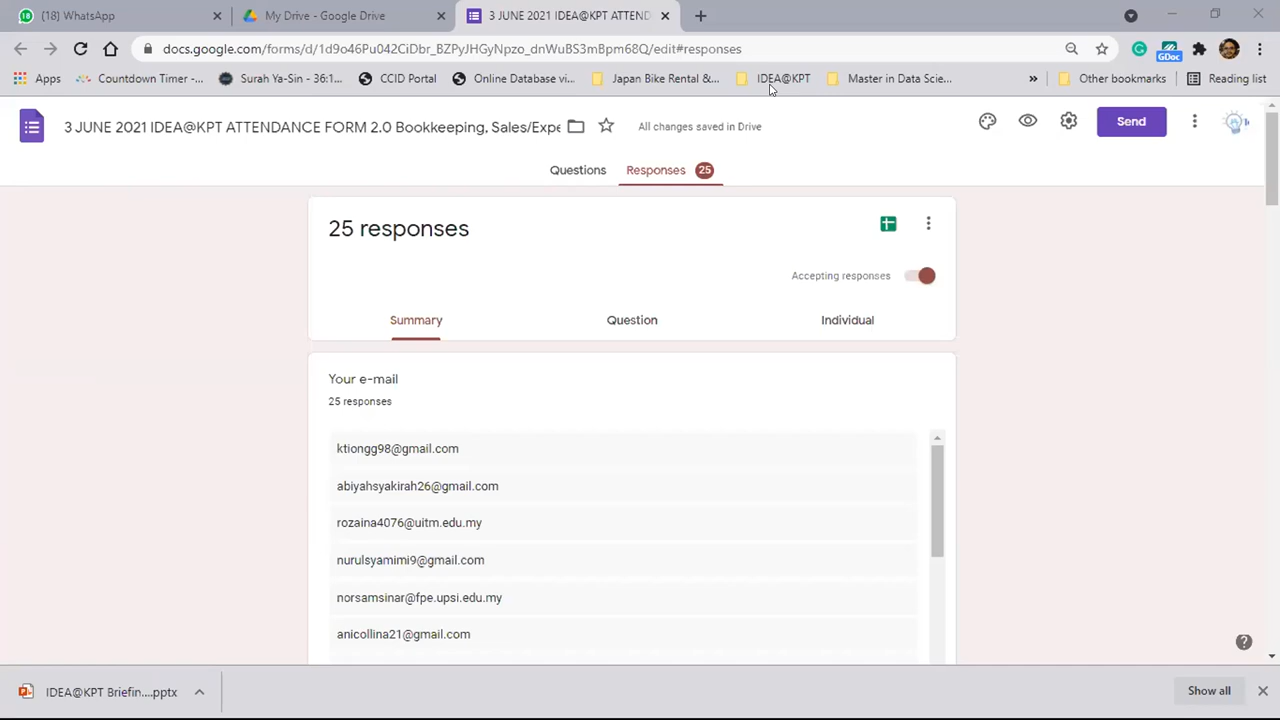 [18] WhatsApp
My Drive - Google Drive
3 JUNE 2021 IDEA@KPT ATTEND
docs.google.com/forms/d/1d9o46Pu042CiDbr_BZPyJHGyNpzo_dnWuBS3mBpm68Q/edit#responses
GDoc
Apps
Countdown Timer -...
Surah Ya-Sin - 36:1...
CCID Portal
Online Database vi...
Japan Bike Rental &...
IDEA@KPT
Master in Data Scie...
»
Other bookmarks
Reading list
3 JUNE 2021 IDEA@KPT ATTENDANCE FORM 2.0 Bookkeeping, Sales/Expe
All changes saved in Drive
Send
Questions
Responses 25
25 responses
Accepting responses
Summary
Question
Individual
Your e-mail
25 responses
ktiongg98@gmail.com
abiyahsyakirah26@gmail.com
rozaina4076@uitm.edu.my
nurulsyamimi9@gmail.com
norsamsinar@fpe.upsi.edu.my
anicollina21@gmail.com
IDEA@KPT Briefin....pptx
Show all